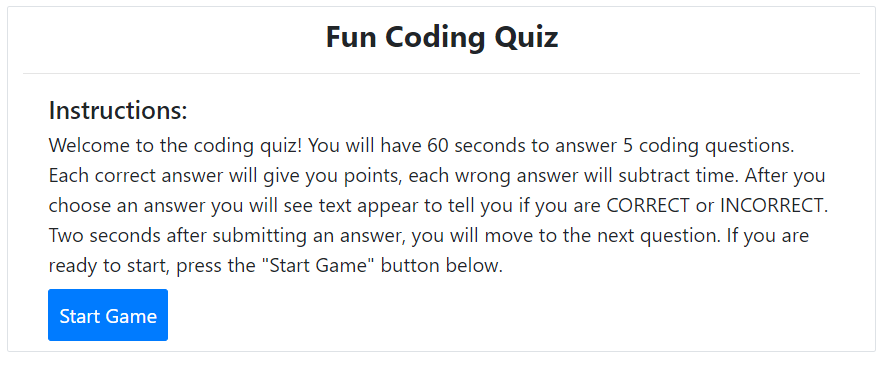 Fun Coding Quiz
Instructions:
Welcome to the coding quiz! You will have 60 seconds to answer 5 coding questions.
Each correct answer will give you points, each wrong answer will subtract time. After you
choose an answer you will see text appear to tell you if you are CORRECT or INCORRECT.
Two seconds after submitting an answer, you will move to the next question. If you are
ready to start, press the "Start Game" button below.
Start Game